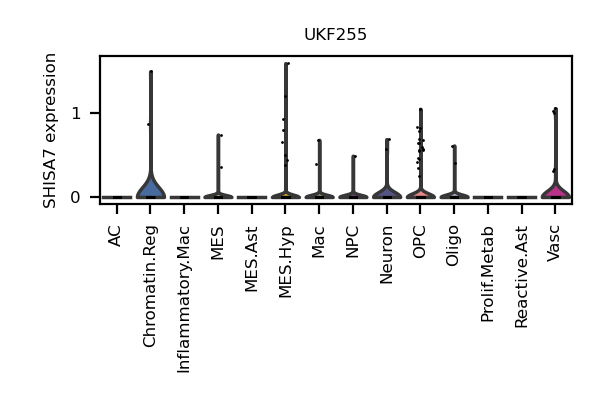 UKF255
SHISA7 expression
1
0
AC
Chromatin.Reg
Inflammatory.Mac
MES
MES.Ast
MES.Hyp
Mac
NPC
Neuron
OPC
Oligo
Prolif.Metab
Reactive.Ast
Vasc